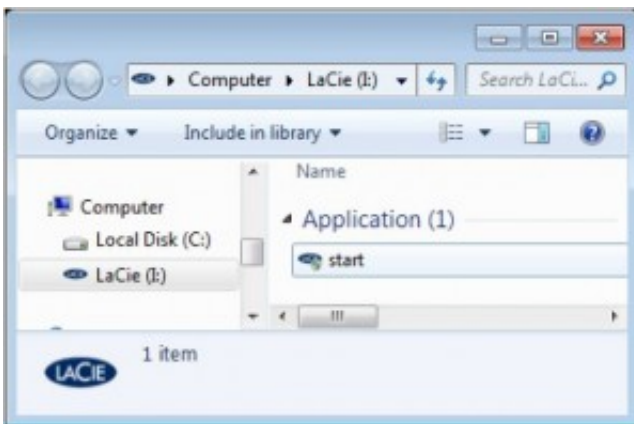 Computer ▸ LaCie (I:)
Search LaCi...
Organize
Include in library
Name
Computer
Application (1)
Local Disk (C:)
start
LaCie (I:)
1 item
LACIE